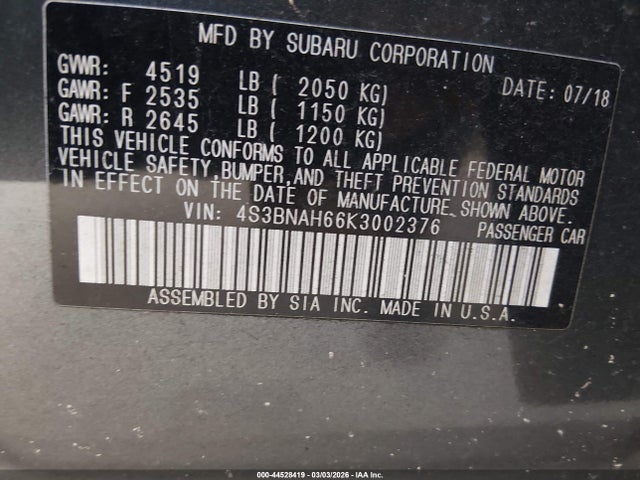 MFD BY SUBARU CORPORATION
GVWR: 4519 LB ( 2050 KG) DATE: 07/18
GAWR: F 2535 LB ( 1150 KG)
GAWR: R 2645 LB ( 1200 KG)
THIS VEHICLE CONFORMS TO ALL APPLICABLE FEDERAL MOTOR
VEHICLE SAFETY, BUMPER, AND THEFT PREVENTION STANDARDS
IN EFFECT ON THE DATE OF MANUFACTURE SHOWN ABOVE.
VIN: 4S3BNAH66K3002376 PASSENGER CAR
ASSEMBLED BY SIA INC. MADE IN U.S.A.
000-44528419 | 03/03/2026 - IAA Inc.